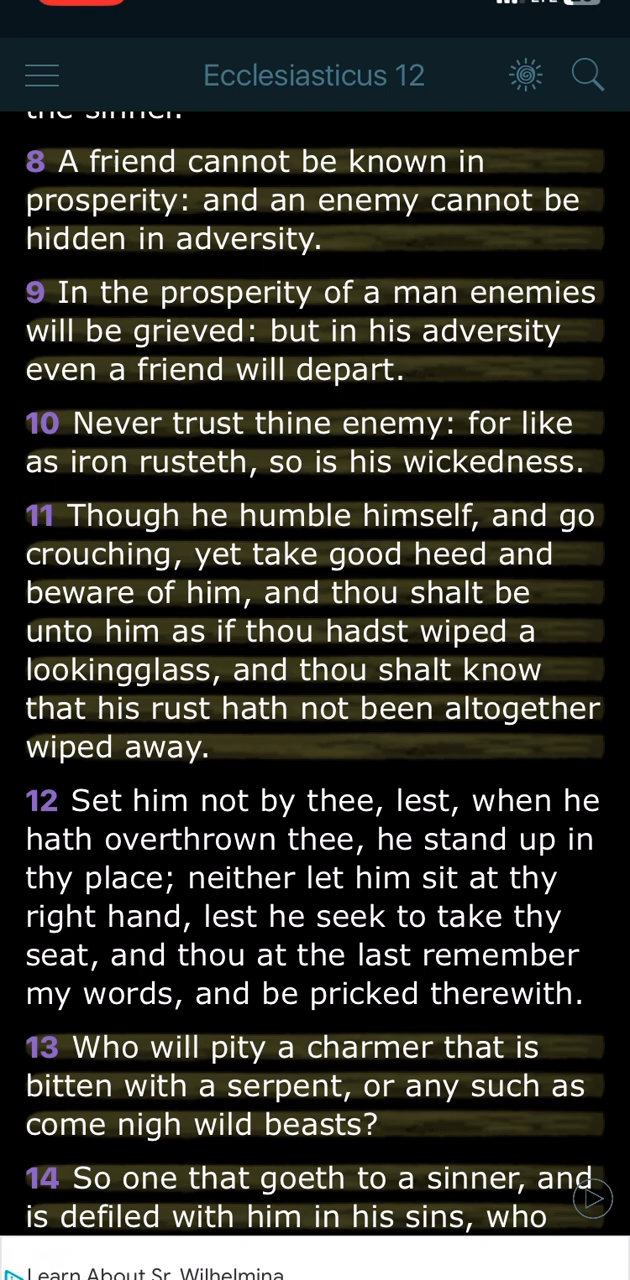 Ecclesiasticus 12
the sinner.
8 A friend cannot be known in
prosperity: and an enemy cannot be
hidden in adversity.
9 In the prosperity of a man enemies
will be grieved: but in his adversity
even a friend will depart.
10 Never trust thine enemy: for like
as iron rusteth, so is his wickedness.
11 Though he humble himself, and go
crouching, yet take good heed and
beware of him, and thou shalt be
unto him as if thou hadst wiped a
lookingglass, and thou shalt know
that his rust hath not been altogether
wiped away.
12 Set him not by thee, lest, when he
hath overthrown thee, he stand up in
thy place; neither let him sit at thy
right hand, lest he seek to take thy
seat, and thou at the last remember
my words, and be pricked therewith.
13 Who will pity a charmer that is
bitten with a serpent, or any such as
come nigh wild beasts?
14 So one that goeth to a sinner, and
is defiled with him in his sins, who
Learn About Sr. Wilhelmina